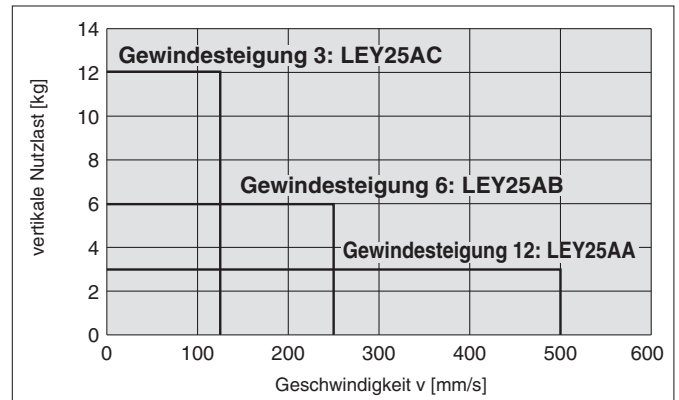 14
Gewindesteigung 3: LEY25AC
12
10
8
Gewindesteigung 6: LEY25AB
6
4
Gewindesteigung 12: LEY25AA
2
0
vertikale Nutzlast [kg]
0 100 200 300 400 500 600
Geschwindigkeit v [mm/s]